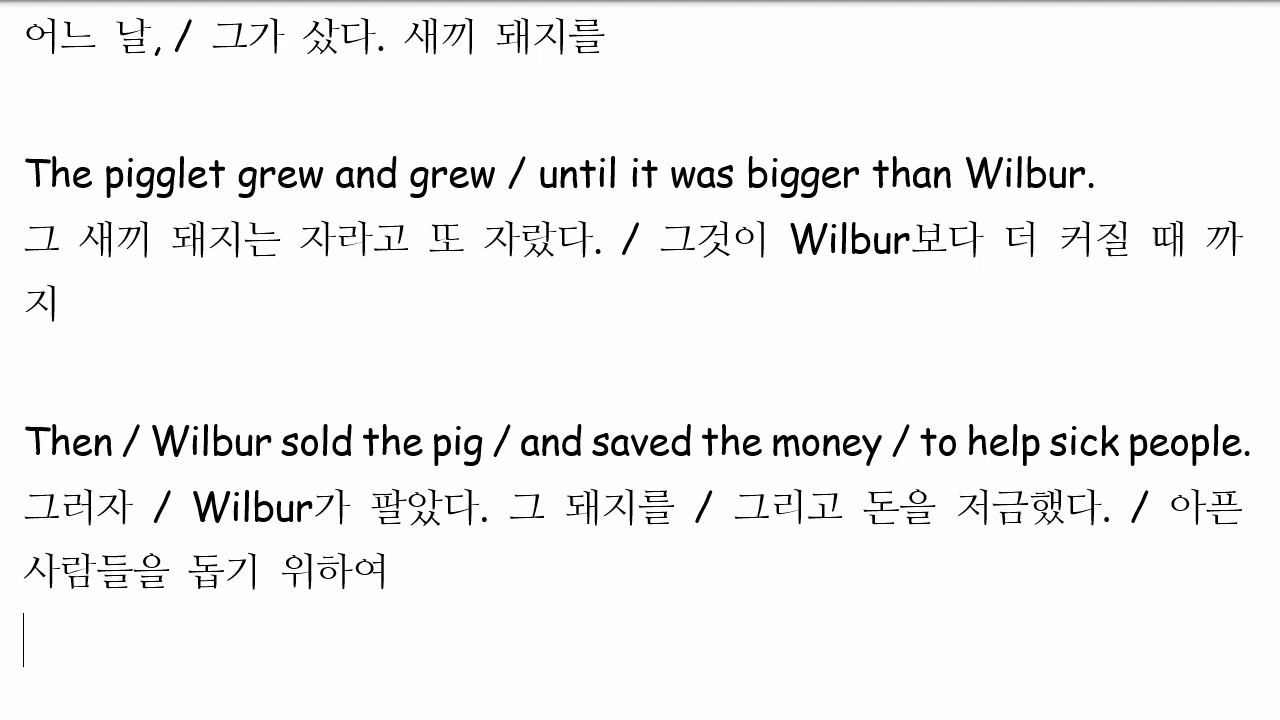 어느 날, / 그가 샀다. 새끼 돼지를
The pigglet grew and grew / until it was bigger than Wilbur.
그 새끼 돼지는 자라고 또 자랐다. / 그것이 Wilbur보다 더 커질 때 까
지
Then / Wilbur sold the pig / and saved the money / to help sick people.
그러자 / Wilbur가 팔았다. 그 돼지를 / 그리고 돈을 저금했다. / 아픈
사람들을 돕기 위하여